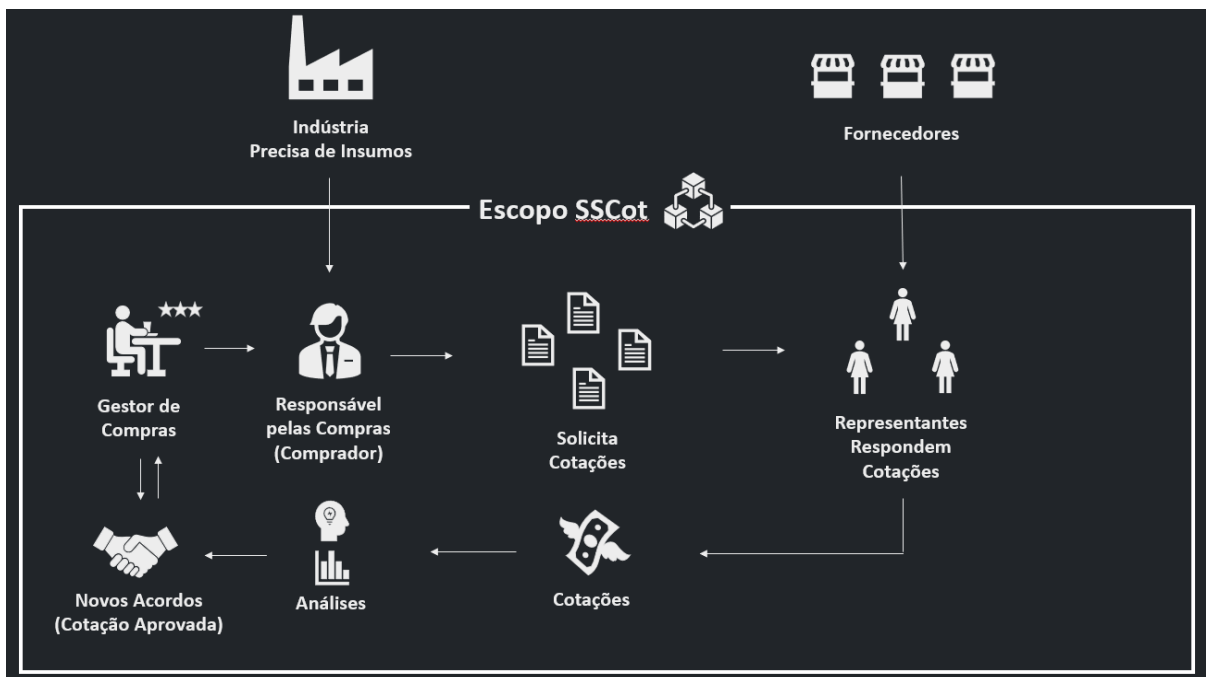 Indústria
Precisa de Insumos
Fornecedores
Escopo SSCot
Gestor de
Compras
Responsável
pelas Compras
(Comprador)
Solicita
Cotações
Representantes
Respondem
Cotações
Novos Acordos
(Cotação Aprovada)
Análises
Cotações